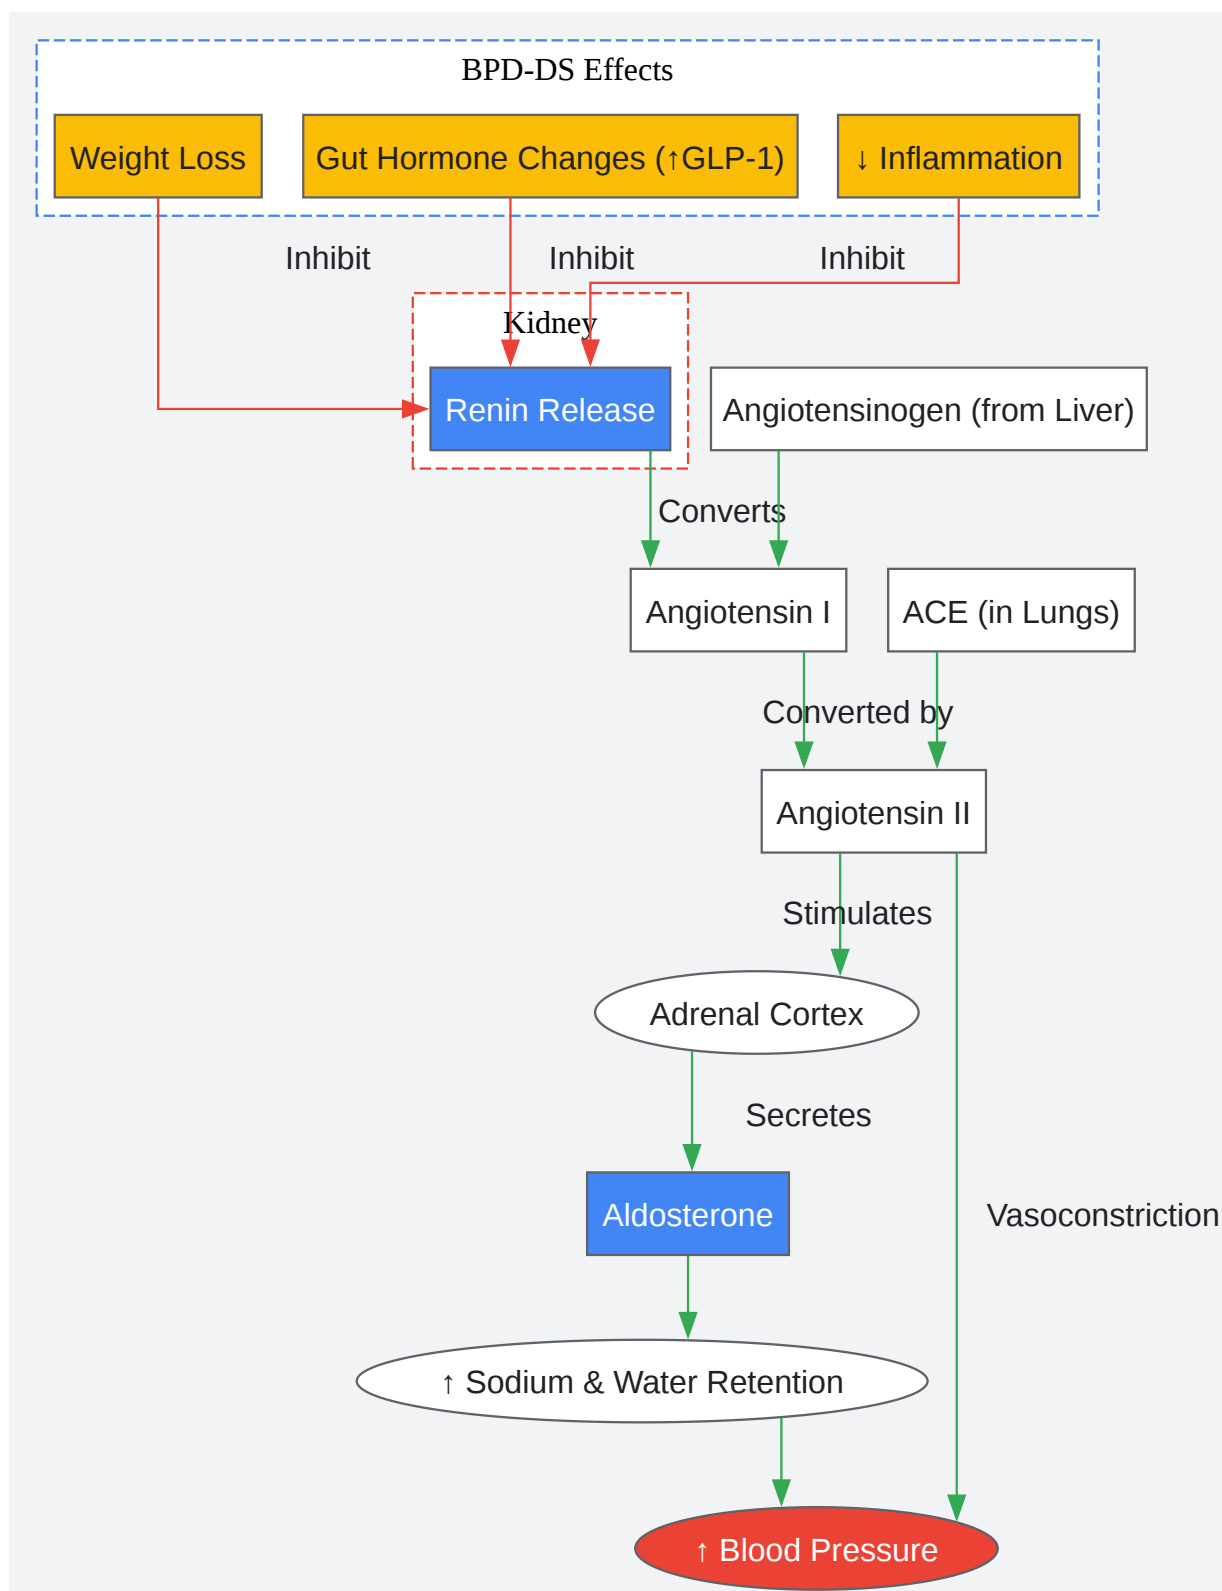 BPD-DS Effects
Weight Loss
Gut Hormone Changes (↑GLP-1)
↓ Inflammation
Inhibit
Inhibit
Inhibit
Kidney
Renin Release
Angiotensinogen (from Liver)
Converts
Angiotensin I
ACE (in Lungs)
Converted by
Angiotensin II
Stimulates
Adrenal Cortex
Secretes
Aldosterone
Vasoconstriction
↑ Sodium & Water Retention
↑ Blood Pressure